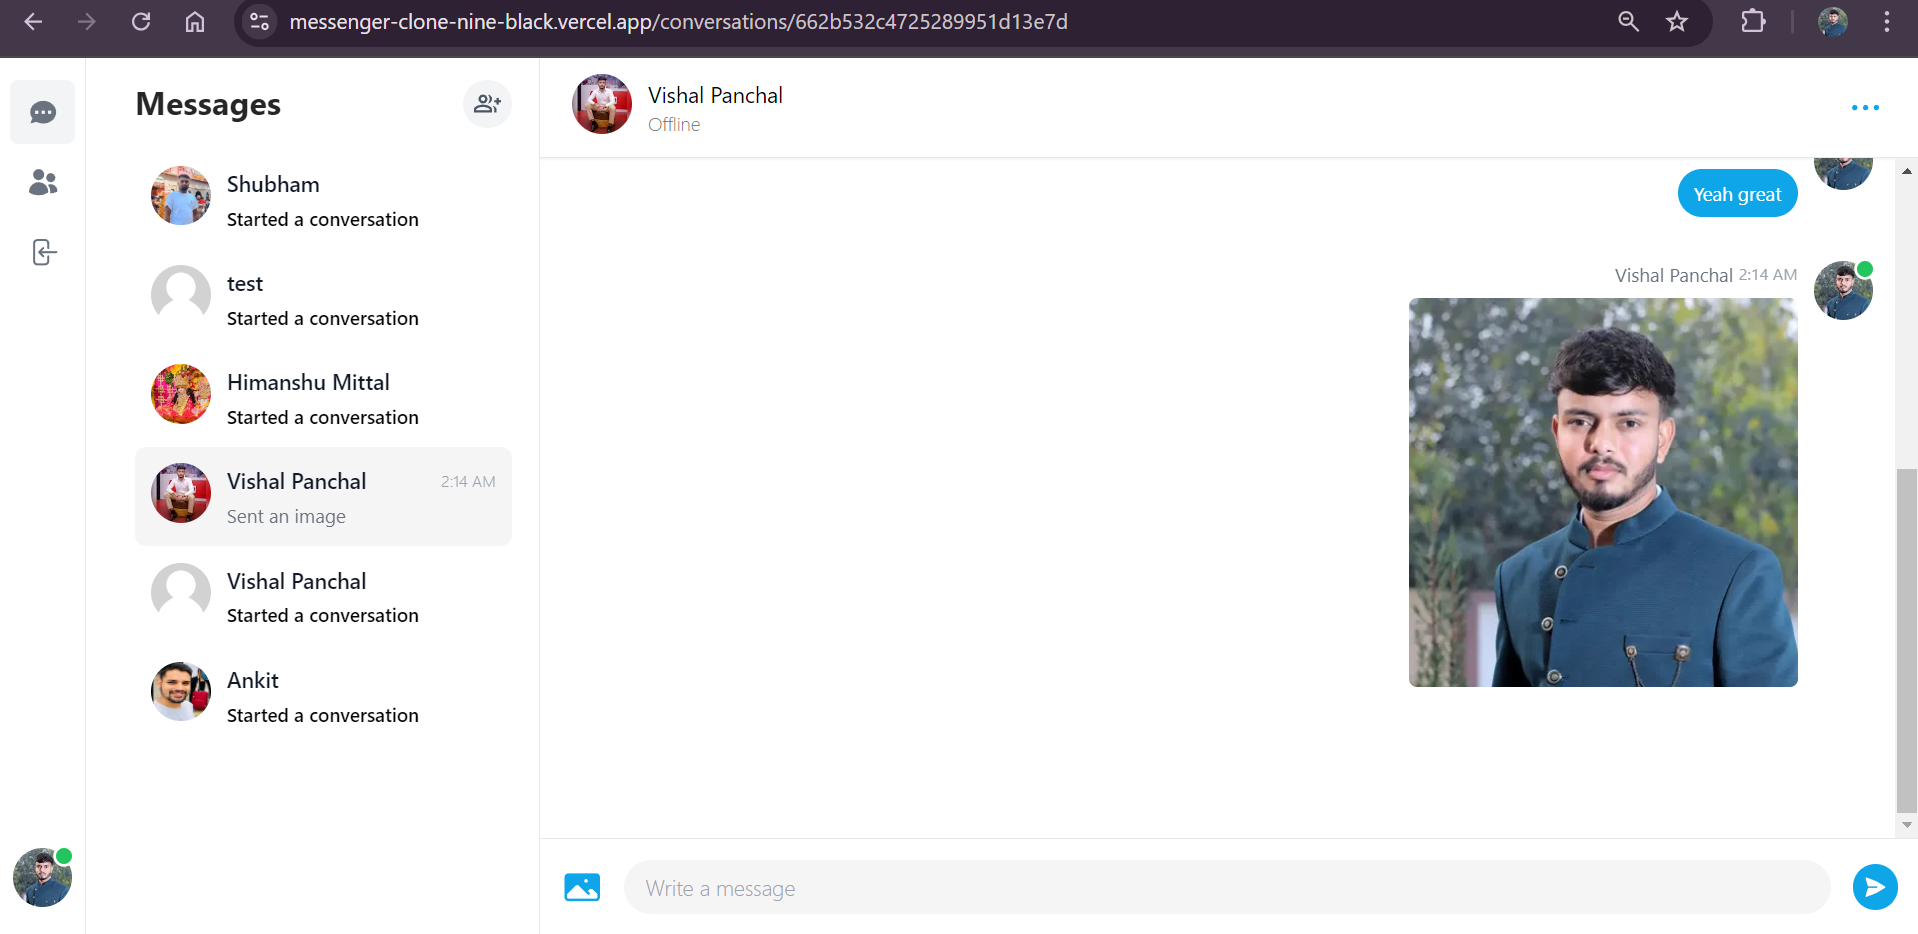 messenger-clone-nine-black.vercel.app/conversations/662b532c4725289951d13e7d
Messages
Shubham
Started a conversation
test
Started a conversation
Himanshu Mittal
Started a conversation
Vishal Panchal 2:14 AM
Sent an image
Vishal Panchal
Started a conversation
Ankit
Started a conversation
Vishal Panchal
Offline
Yeah great
Vishal Panchal 2:14 AM
Write a message